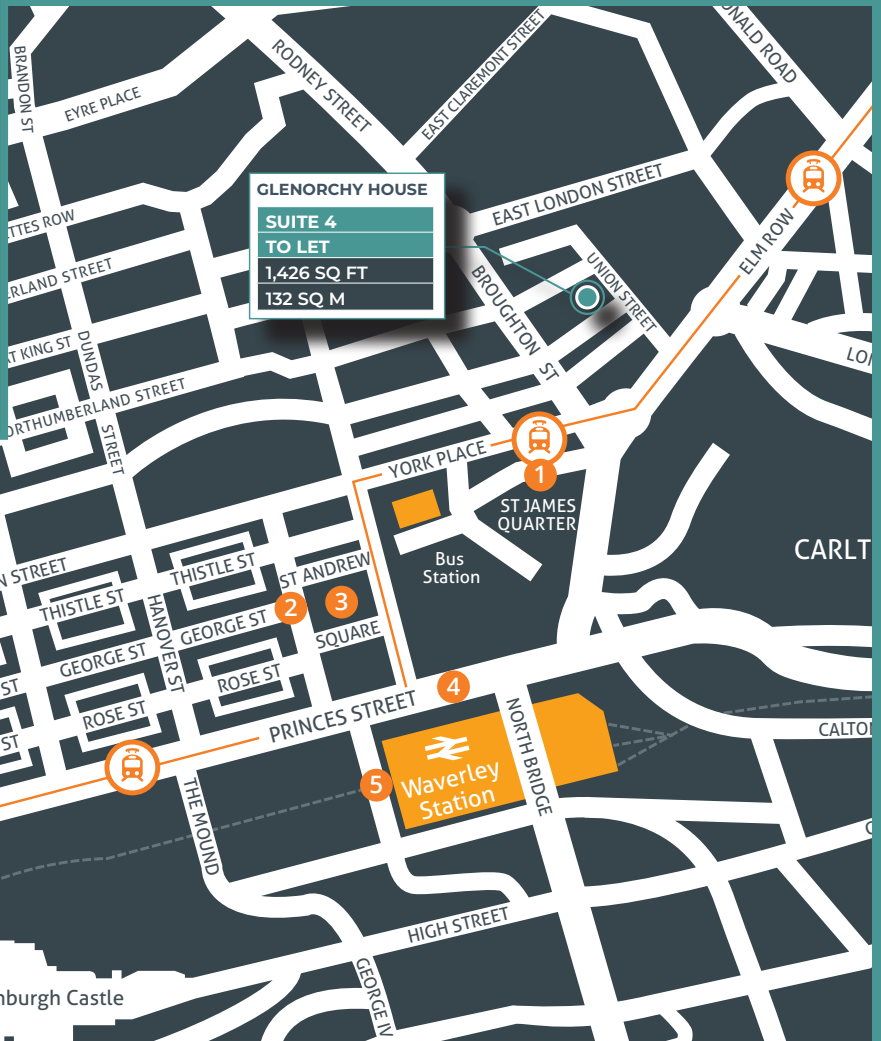 ONALD ROAD
BRANDON ST
RODNEY STREET
EAST CLAREMONT STREET
EYRE PLACE
GLENORCHY HOUSE
SUITE 4
TO LET
1,426 SQ FT
132 SQ M
EAST LONDON STREET
ETTES ROW
ELM ROW
UNION STREET
ERLAND STREET
BROUGHTON ST
AT KING ST
DUNDAS
STREET
LO
ORTHUMBERLAND STREET
YORK PLACE
1
ST JAMES
QUARTER
CARLT
Bus
Station
N STREET
THISTLE ST
THISTLE ST
ST ANDREW
SQUARE
2
3
HANOVER ST
GEORGE ST
GEORGE ST
ST
ROSE ST
ROSE ST
ST
PRINCES STREET
4
NORTH BRIDGE
CALTO
Waverley
Station
5
THE MOUND
C
HIGH STREET
GEORGE IV
nburgh Castle